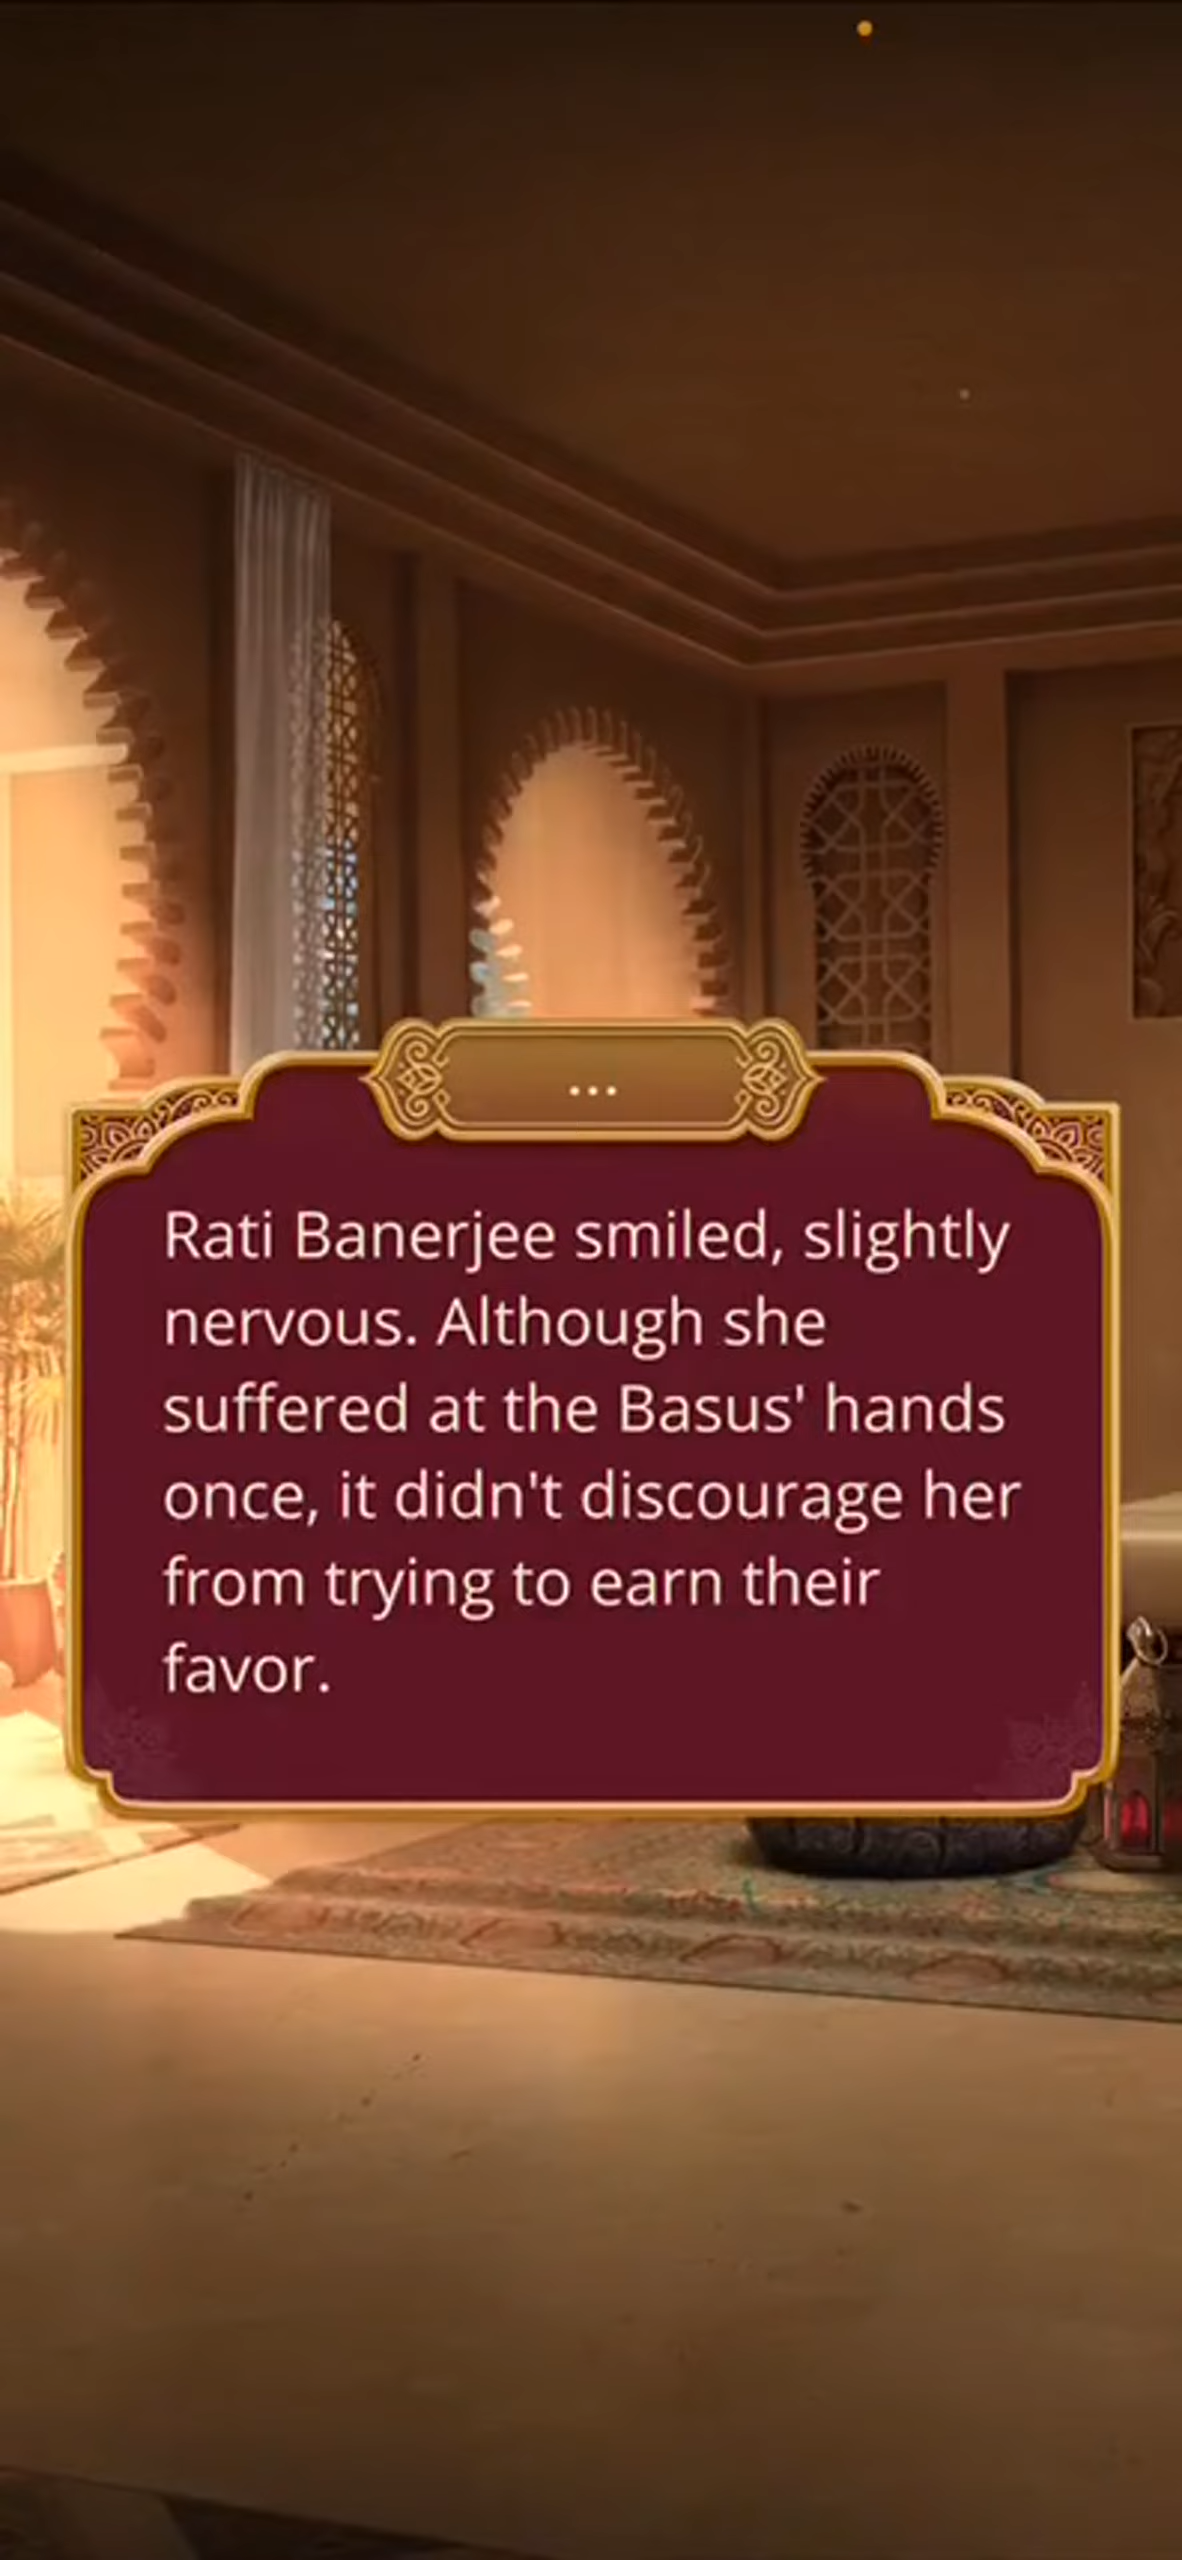 ...
Rati Banerjee smiled, slightly
nervous. Although she
suffered at the Basus' hands
once, it didn't discourage her
from trying to earn their
favor.